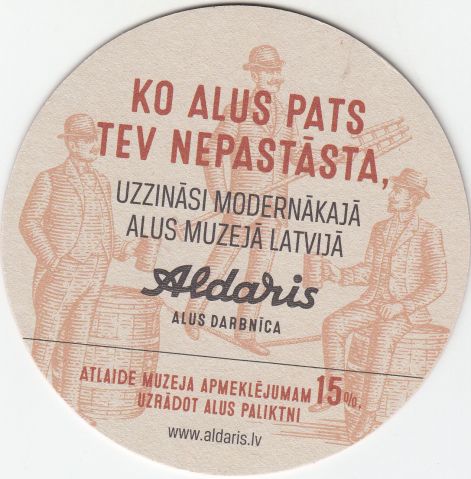 KO ALUS PATS
TEV NEPASTĀSTA,
UZZINĀSI MODERNĀKAJĀ
ALUS MUZEJĀ LATVIJĀ
Aldaris
ALUS DARBNĪCA
ATLAIDE MUZEJA APMEKLĒJUMAM 15%,
UZRĀDOT ALUS PALIKTNI
www.aldaris.lv